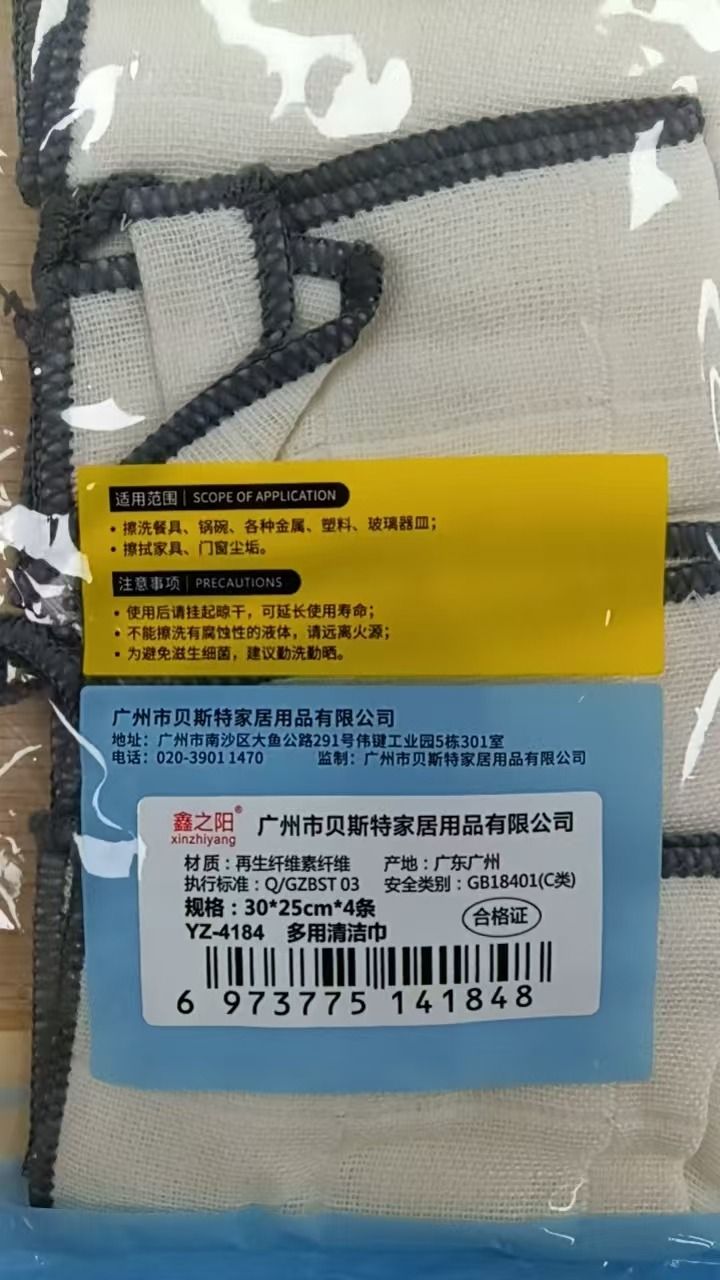 适用范围 | SCOPE OF APPLICATION
• 擦洗餐具、锅碗、各种金属、塑料、玻璃器皿；
• 擦拭家具、门窗尘垢。
注意事项 | PRECAUTIONS
• 使用后请挂起晾干，可延长使用寿命；
• 不能擦洗有腐蚀性的液体，请远离火源；
• 为避免滋生细菌，建议勤洗勤晒。
广州市贝斯特家居用品有限公司
地址：广州市南沙区大鱼公路291号伟键工业园5栋301室
电话：020-3901 1470 监制：广州市贝斯特家居用品有限公司
鑫之阳® 广州市贝斯特家居用品有限公司
xinzhiyang
材质：再生纤维素纤维 产地：广东广州
执行标准：Q/GZBST 03 安全类别：GB18401(C类)
规格：30*25cm*4条 合格证
YZ-4184 多用清洁巾
6 973775 141848